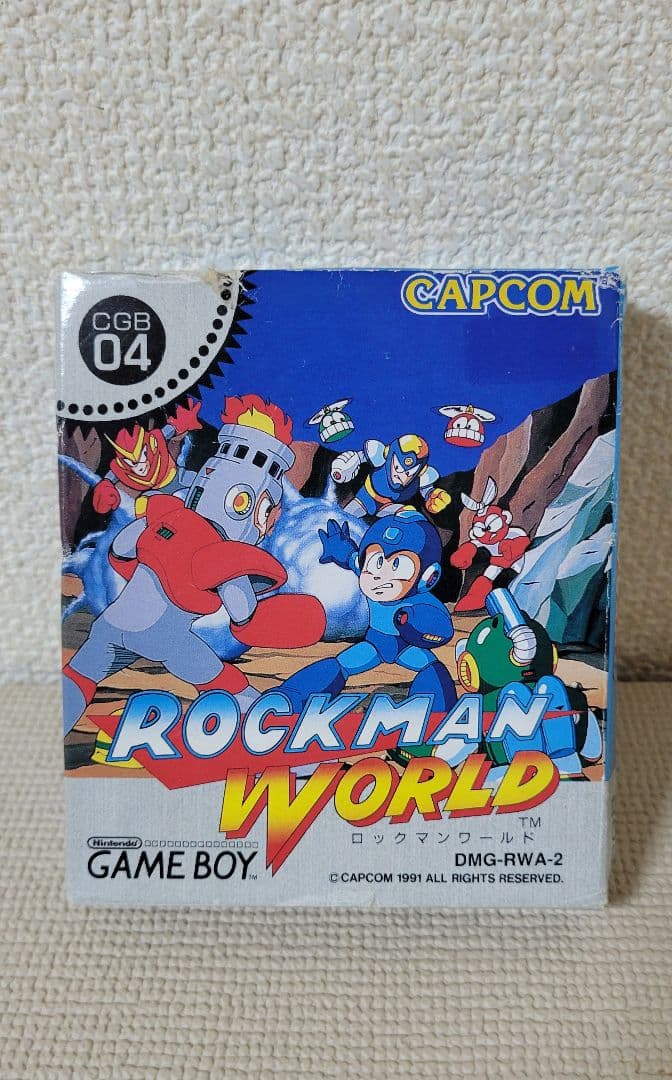 CGB
04
CAPCOM
ROCKMAN
WORLD
TM
ロックマンワールド
Nintendo
GAME BOY
TM
DMG-RWA-2
© CAPCOM 1991 ALL RIGHTS RESERVED.